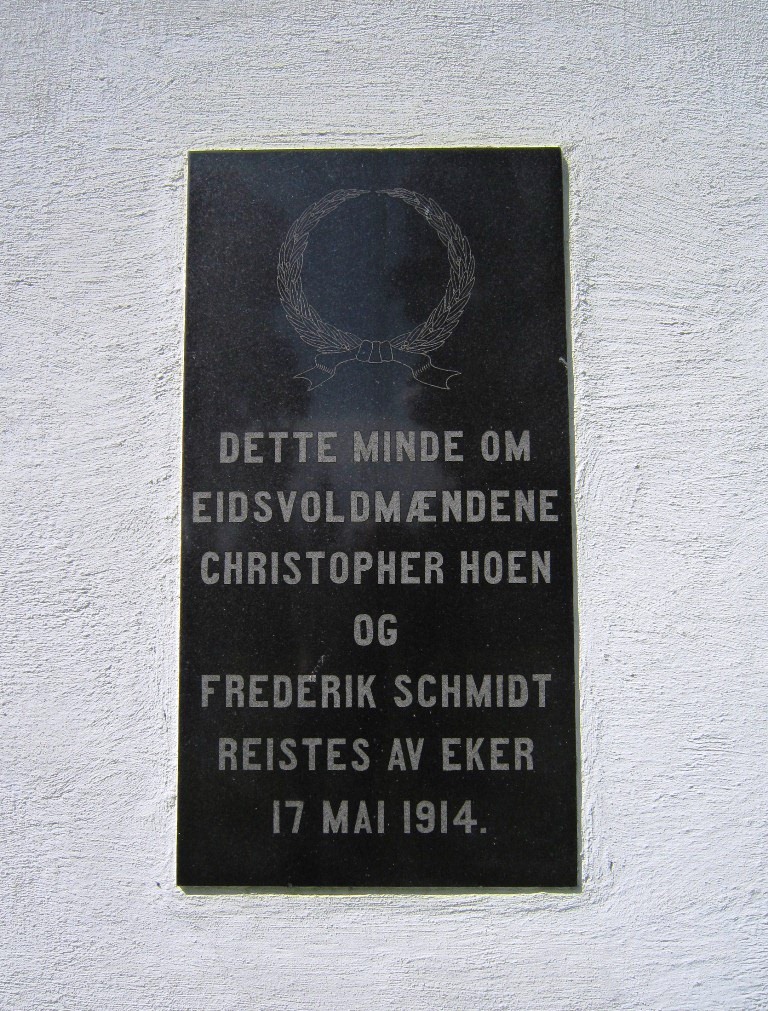 DETTE MINDE OM
EIDSVOLDMÆNDENE
CHRISTOPHER HOEN
OG
FREDERIK SCHMIDT
REISTES AV EKER
17 MAI 1914.